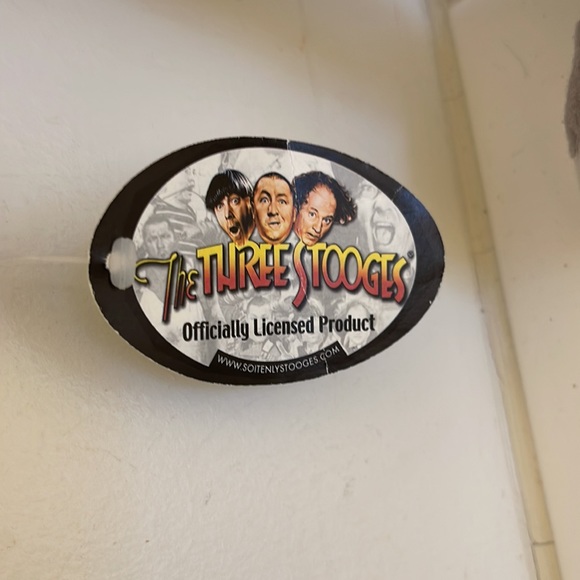 The THREE STOOGES®
Officially Licensed Product
WWW.SOITENLYSTOOGES.COM